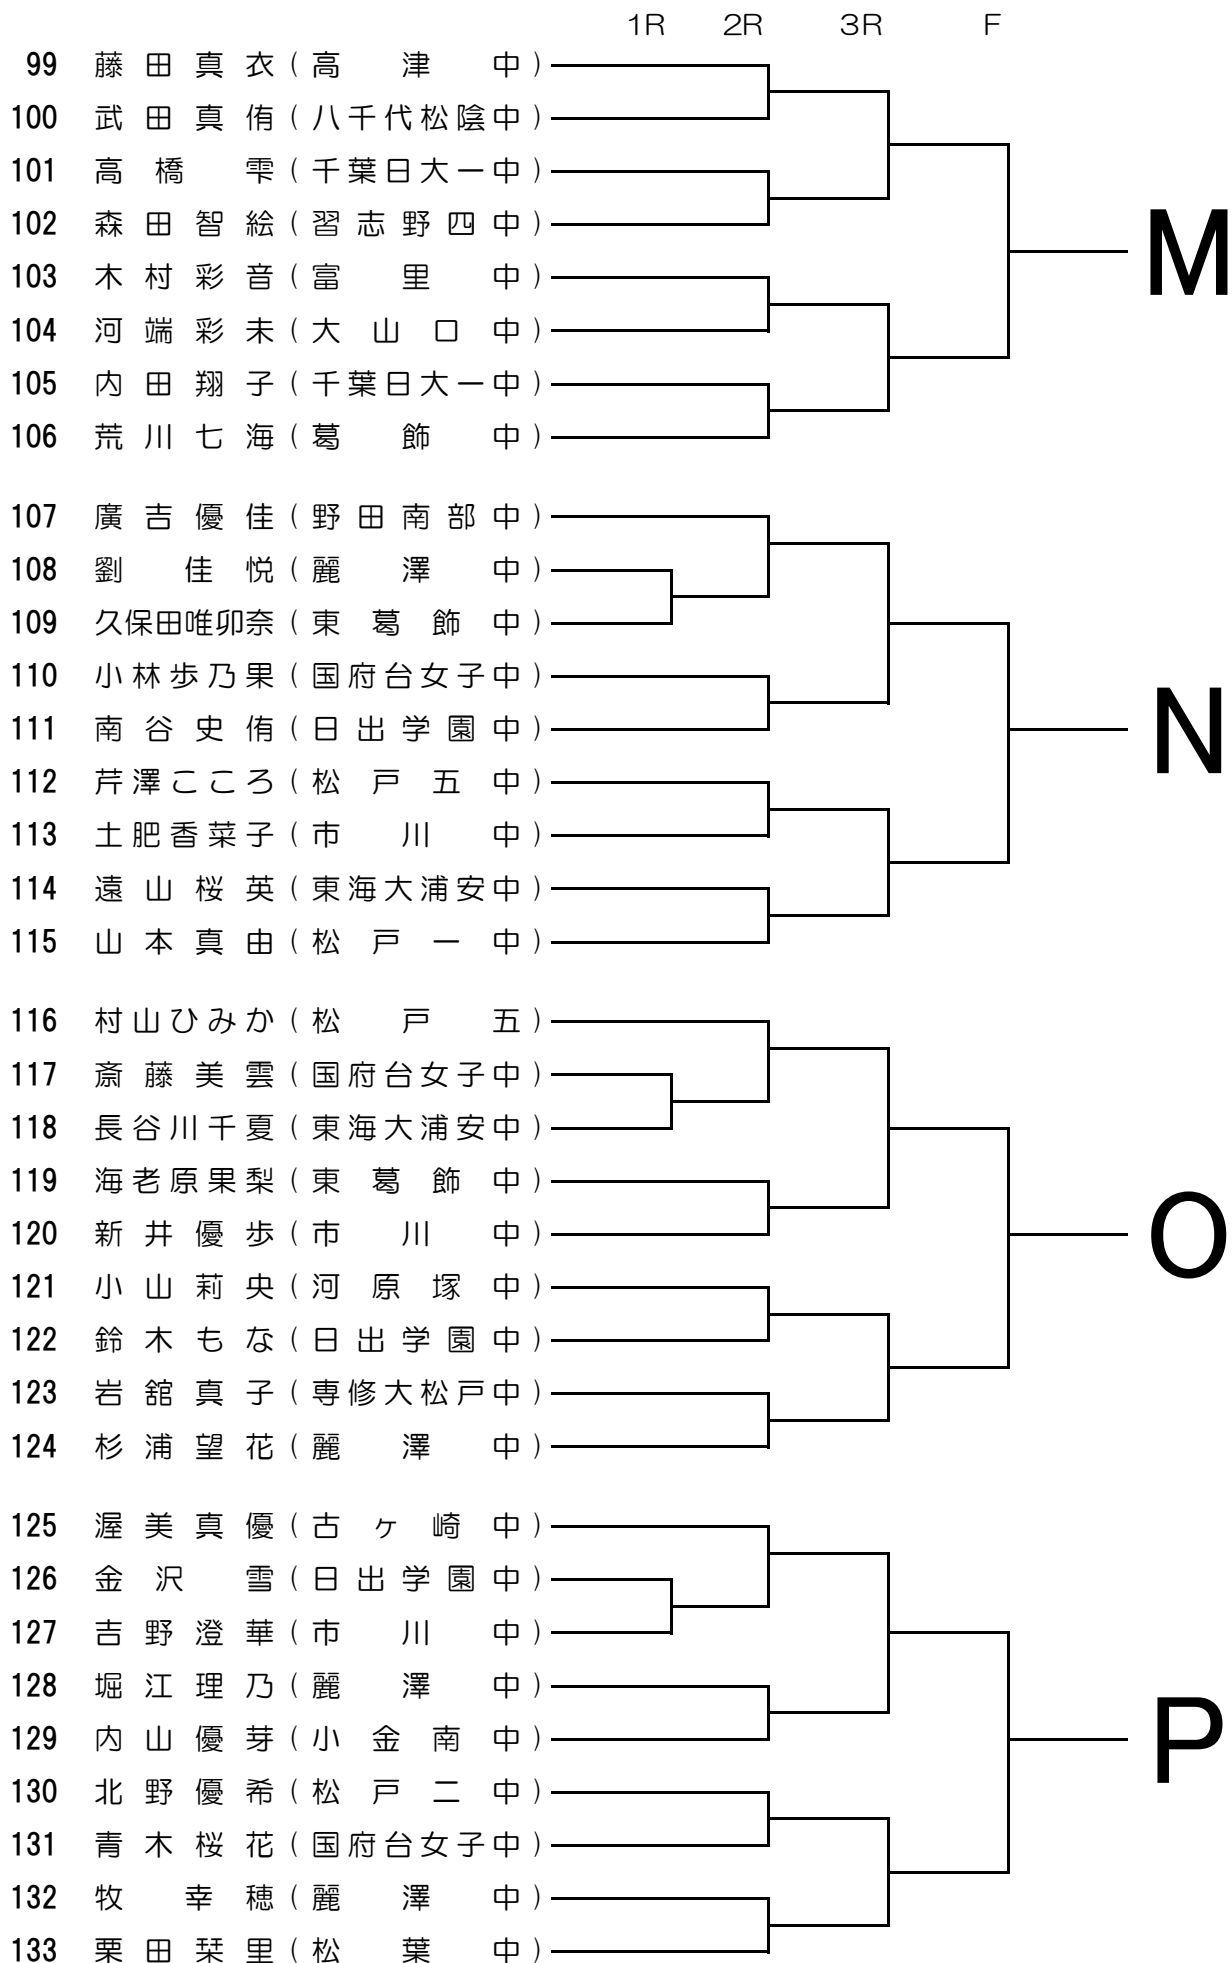 1R 2R 3R F
99 藤田真衣(高津中)
100 武田真侑(八千代松陰中)
101 高橋雫(千葉日大一中)
102 森田智絵(習志野四中)
103 木村彩音(富里中)
104 河端彩未(大山口中)
105 内田翔子(千葉日大一中)
106 荒川七海(葛飾中)
M
107 廣吉優佳(野田南部中)
108 劉佳悦(麗澤中)
109 久保田唯卯奈(東葛飾中)
110 小林歩乃果(国府台女子中)
111 南谷史侑(日出学園中)
112 芹澤こころ(松戸五中)
113 土肥香菜子(市川中)
114 遠山桜英(東海大浦安中)
115 山本真由(松戸一中)
N
116 村山ひみか(松戸五)
117 斎藤美雲(国府台女子中)
118 長谷川千夏(東海大浦安中)
119 海老原果梨(東葛飾中)
120 新井優歩(市川中)
121 小山莉央(河原塚中)
122 鈴木もな(日出学園中)
123 岩舘真子(専修大松戸中)
124 杉浦望花(麗澤中)
O
125 渥美真優(古ヶ崎中)
126 金沢雪(日出学園中)
127 吉野澄華(市川中)
128 堀江理乃(麗澤中)
129 内山優芽(小金南中)
130 北野優希(松戸二中)
131 青木桜花(国府台女子中)
132 牧幸穂(麗澤中)
133 栗田栞里(松葉中)
P